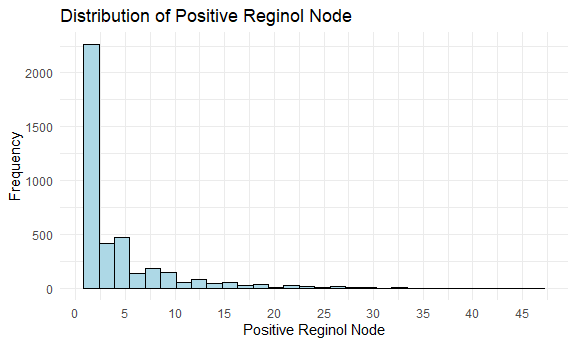 Distribution of Positive Reginol Node
Frequency
2000
1500
1000
500
0
0 5 10 15 20 25 30 35 40 45
Positive Reginol Node